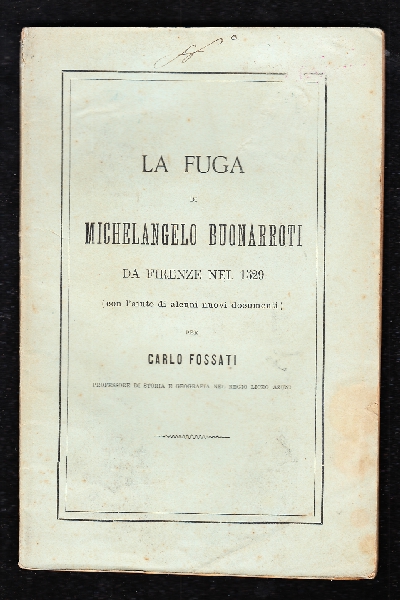 LA FUGA
DI
MICHELANGELO BUONARROTI
DA FIRENZE NEL 1529
(con l'aiuto di alcuni nuovi documenti)
PER
CARLO FOSSATI
PROFESSORE DI STORIA E GEOGRAFIA NEL REGIO LICEO AZUNI